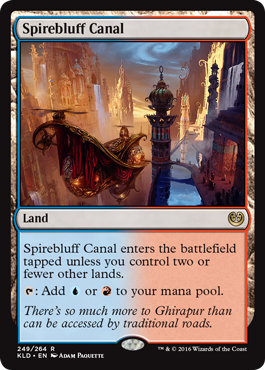 Spirebluff Canal
Land
Spirebluff Canal enters the battlefield
tapped unless you control two or
fewer other lands.
: Add or to your mana pool.
There's so much more to Ghirapur than
can be accessed by traditional roads.
249/264 R
KLD • EN Adam Paquette
™ & © 2016 Wizards of the Coast